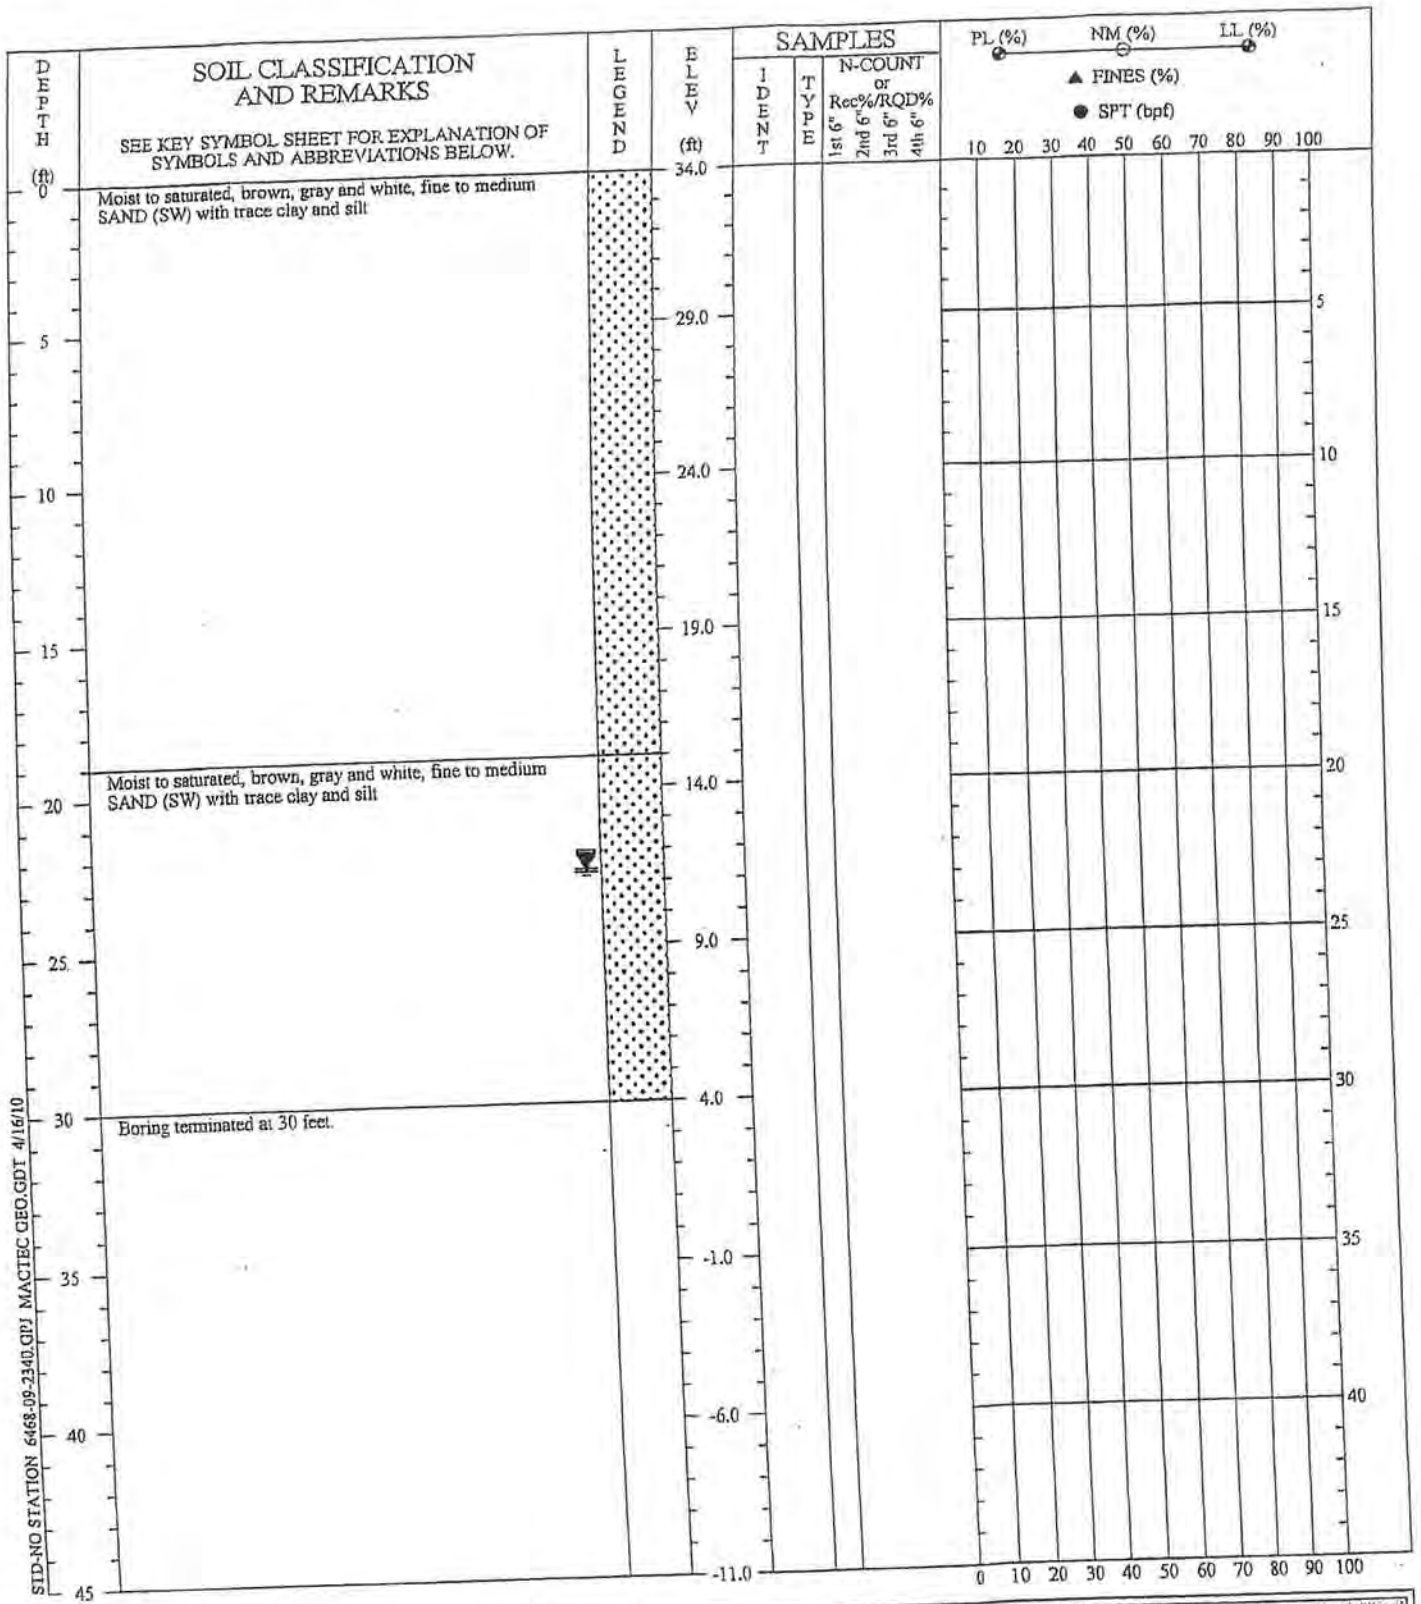 DEPTH (ft)
SOIL CLASSIFICATION
AND REMARKS
SEE KEY SYMBOL SHEET FOR EXPLANATION OF
SYMBOLS AND ABBREVIATIONS BELOW.
LEGEND
ELEV (ft)
SAMPLES
IDENT
TYPE
N-COUNT
or
Rec%/RQD%
1st 6"
2nd 6"
3rd 6"
4th 6"
PL (%) NM (%) LL (%)
▲ FINES (%)
● SPT (bpf)
10 20 30 40 50 60 70 80 90 100
0
Moist to saturated, brown, gray and white, fine to medium
SAND (SW) with trace clay and silt
34.0
5 29.0 5
10 24.0 10
15 19.0 15
Moist to saturated, brown, gray and white, fine to medium
SAND (SW) with trace clay and silt
20 14.0 20
25 9.0 25
30 4.0 30
Boring terminated at 30 feet.
35 -1.0 35
40 -6.0 40
45 -11.0
0 10 20 30 40 50 60 70 80 90 100
STD-NO STATION 6468-09-2340.GPJ MACTEC GEO.GDT 4/16/10